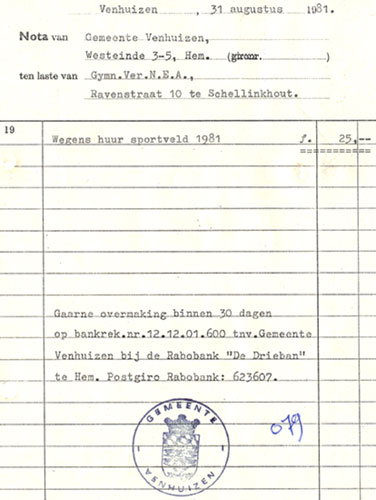 Venhuizen, 31 augustus 1981.
Nota van Gemeente Venhuizen,
Westeinde 3-5, Hem. (gironr. )
ten laste van Gymn.Ver.N.E.A.,
Ravenstraat 10 te Schellinkhout.
19
Wegens huur sportveld 1981 f. 25,--
==========
Gaarne overmaking binnen 30 dagen
op bankrek.nr.12.12.01.600 tnv.Gemeente
Venhuizen bij de Rabobank "De Drieban"
te Hem. Postgiro Rabobank: 623607.
GEMEENTE
VENHUIZEN
079